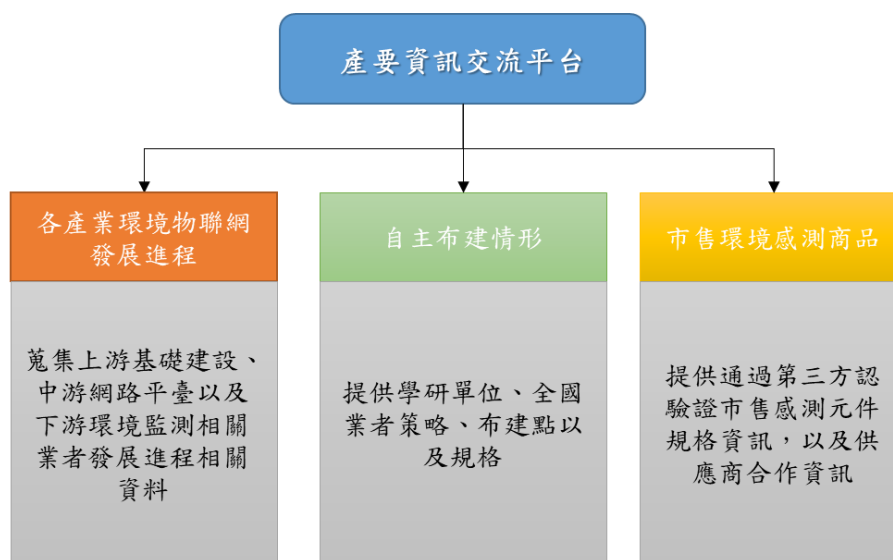 產要資訊交流平台
各產業環境物聯網
發展進程
自主布建情形
市售環境感測商品
蒐集上游基礎建設、
中游網路平臺以及
下游環境監測相關
業者發展進程相關
資料
提供學研單位、全國
業者策略、布建點以
及規格
提供通過第三方認
驗證市售感測元件
規格資訊，以及供
應商合作資訊